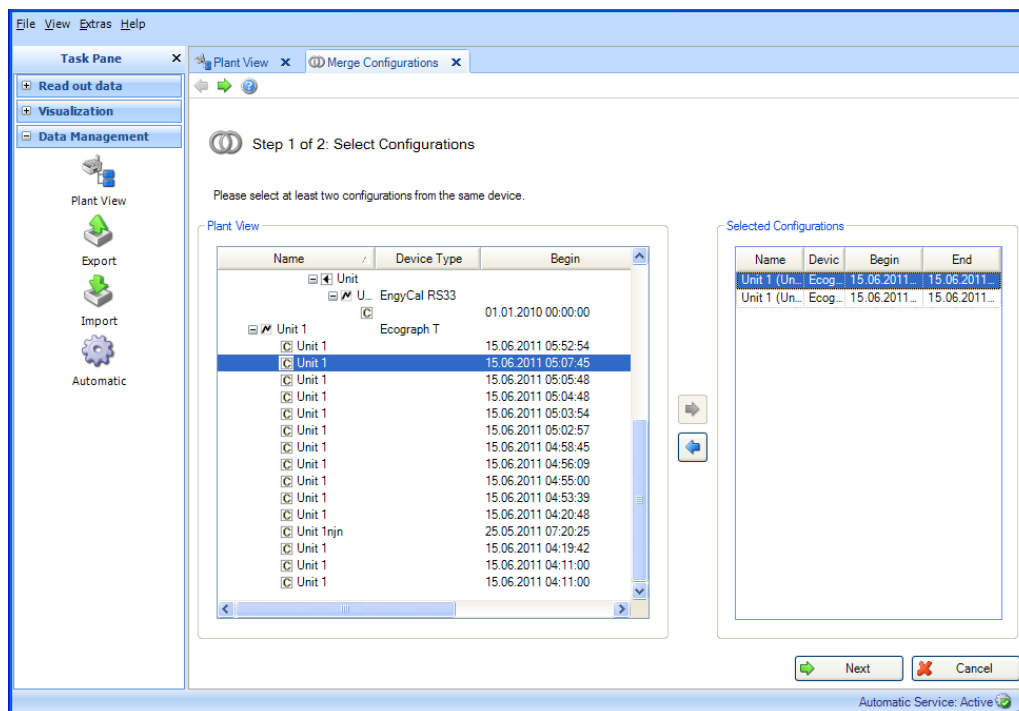 File View Extras Help
Task Pane
Plant View
Merge Configurations
Read out data
Visualization
Data Management
Plant View
Export
Import
Automatic
Step 1 of 2: Select Configurations
Please select at least two configurations from the same device.
Plant View
Name Device Type Begin
Unit
U... EngyCal RS33
C 01.01.2010 00:00:00
Unit 1 Ecograph T
C Unit 1 15.06.2011 05:52:54
C Unit 1 15.06.2011 05:07:45
C Unit 1 15.06.2011 05:05:48
C Unit 1 15.06.2011 05:04:48
C Unit 1 15.06.2011 05:03:54
C Unit 1 15.06.2011 05:02:57
C Unit 1 15.06.2011 04:58:45
C Unit 1 15.06.2011 04:56:09
C Unit 1 15.06.2011 04:55:00
C Unit 1 15.06.2011 04:53:39
C Unit 1 15.06.2011 04:20:48
C Unit 1njn 25.05.2011 07:20:25
C Unit 1 15.06.2011 04:19:42
C Unit 1 15.06.2011 04:11:00
C Unit 1 15.06.2011 04:11:00
Selected Configurations
Name Devic Begin End
Unit 1 (Un... Ecog... 15.06.2011... 15.06.2011...
Unit 1 (Un... Ecog... 15.06.2011... 15.06.2011...
Next Cancel
Automatic Service: Active